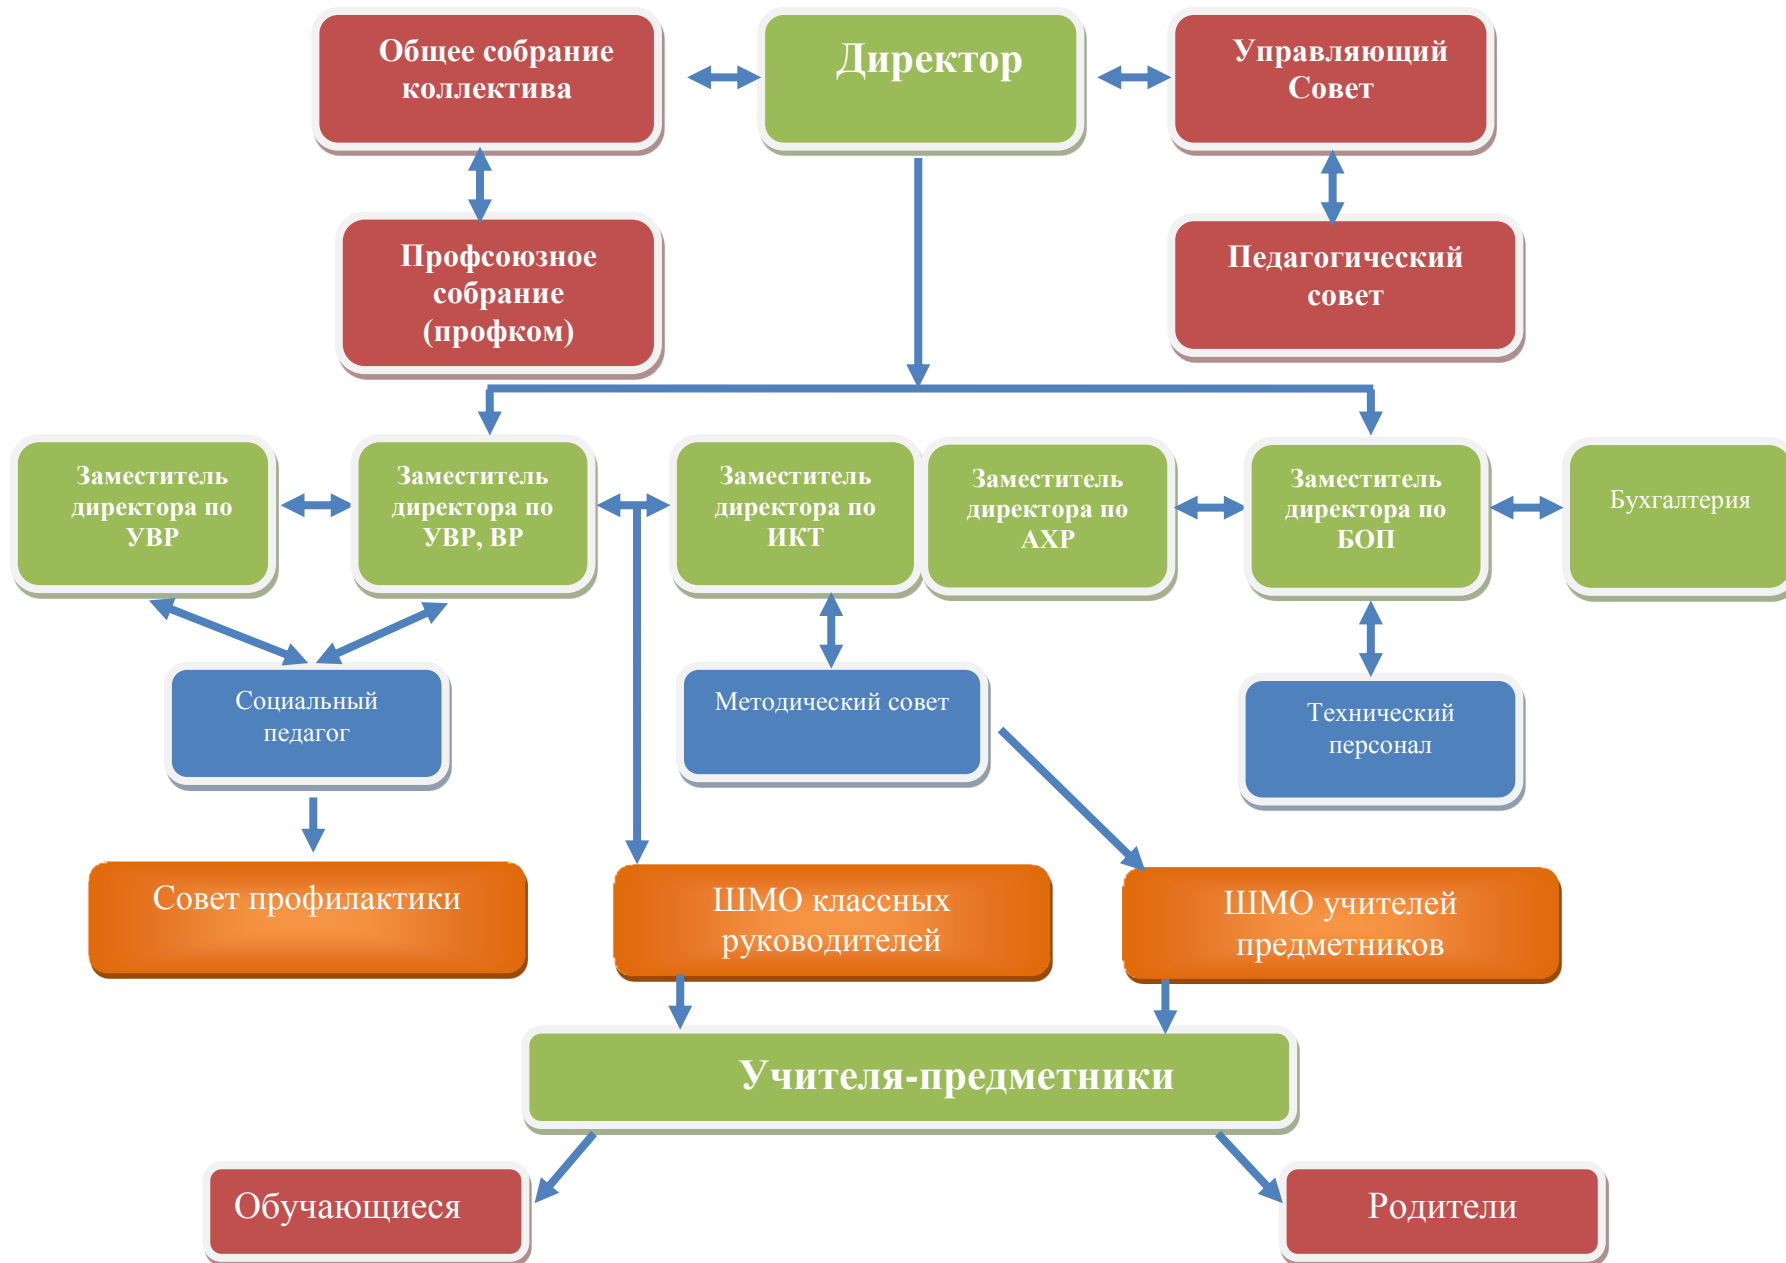 Общее собрание
коллектива
Директор
Управляющий
Совет
Профсоюзное
собрание
(профком)
Педагогический
совет
Заместитель
директора по
УВР
Заместитель
директора по
УВР, ВР
Заместитель
директора по
ИКТ
Заместитель
директора по
АХР
Заместитель
директора по
БОП
Бухгалтерия
Социальный
педагог
Методический совет
Технический
персонал
Совет профилактики
ШМО классных
руководителей
ШМО учителей
предметников
Учителя-предметники
Обучающиеся
Родители